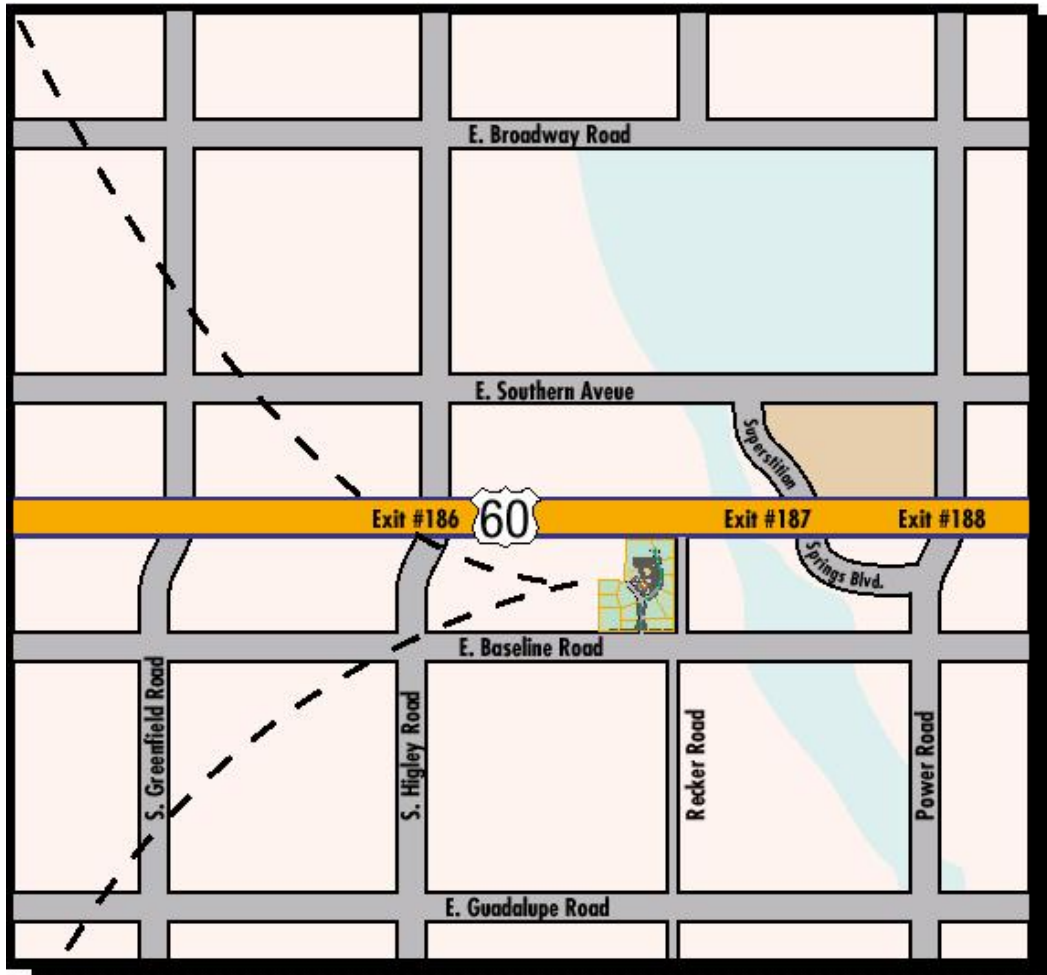 E. Broadway Road
E. Southern Aveue
Superstition
Exit #186
60
Exit #187
Exit #188
Springs Blvd.
E. Baseline Road
S. Greenfield Road
S. Higley Road
Recker Road
Power Road
E. Guadalupe Road